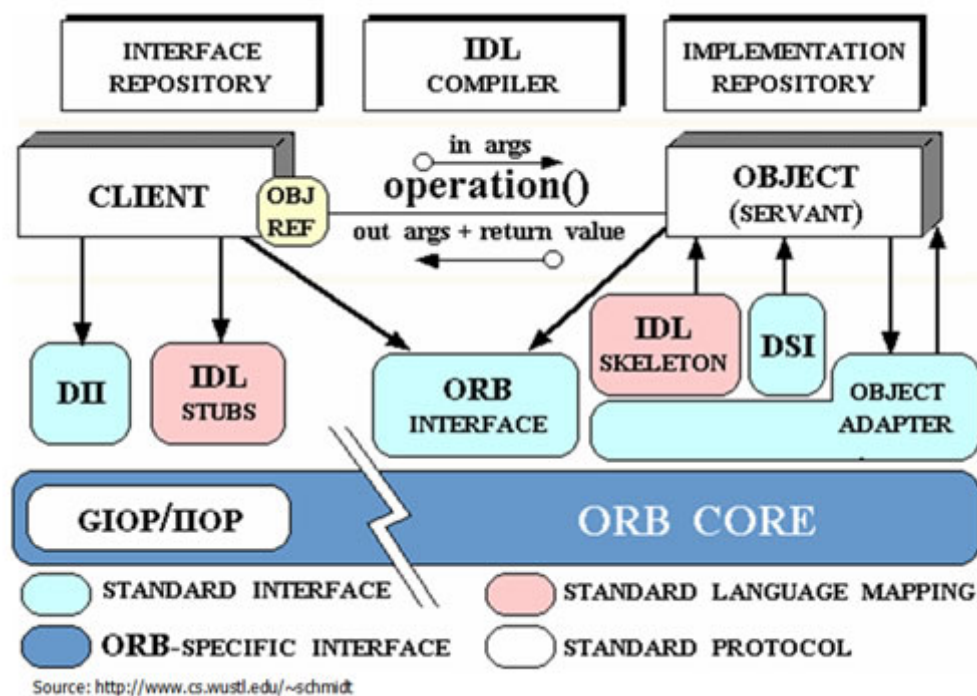 INTERFACE
REPOSITORY
IDL
COMPILER
IMPLEMENTATION
REPOSITORY
CLIENT
OBJ
REF
in args
operation()
out args + return value
OBJECT
(SERVANT)
DII
IDL
STUBS
ORB
INTERFACE
IDL
SKELETON
DSI
OBJECT
ADAPTER
GIOP/IIOP
ORB CORE
STANDARD INTERFACE
STANDARD LANGUAGE MAPPING
ORB-SPECIFIC INTERFACE
STANDARD PROTOCOL
Source: http://www.cs.wustl.edu/~schmidt